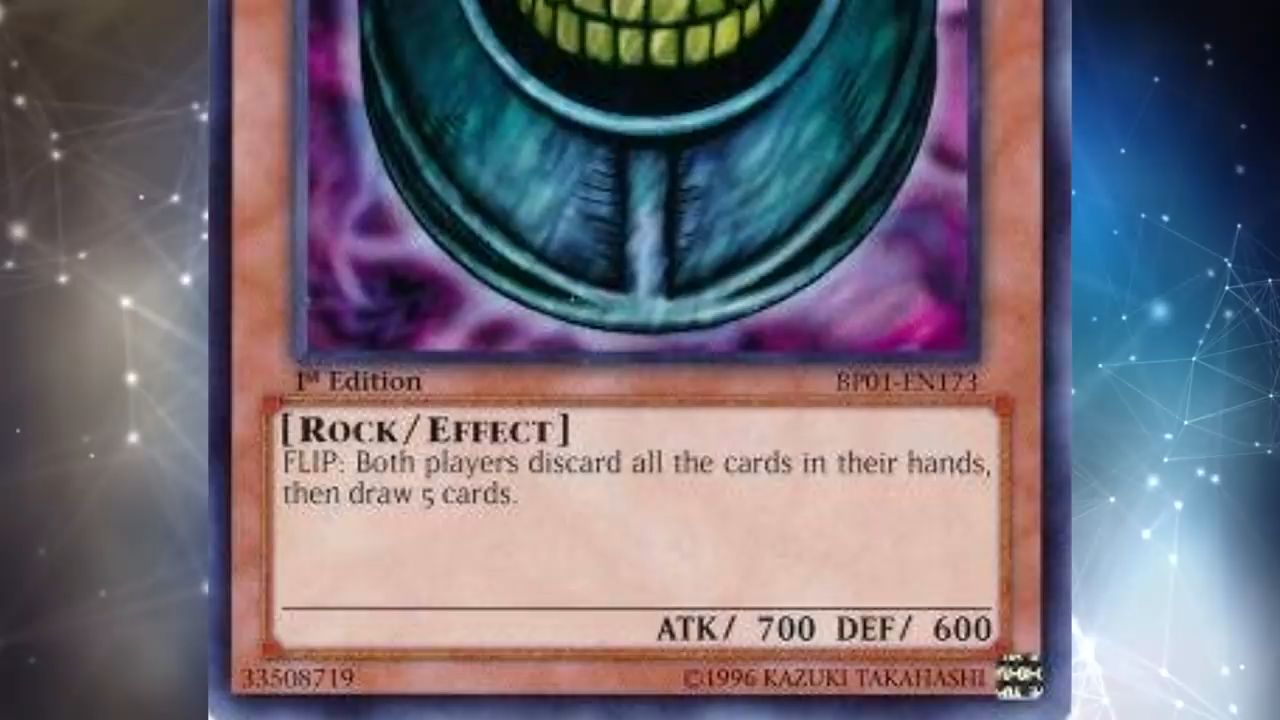 1st Edition BP01-EN173
[ROCK/EFFECT]
FLIP: Both players discard all the cards in their hands,
then draw 5 cards.
ATK/ 700 DEF/ 600
33508719 ©1996 KAZUKI TAKAHASHI